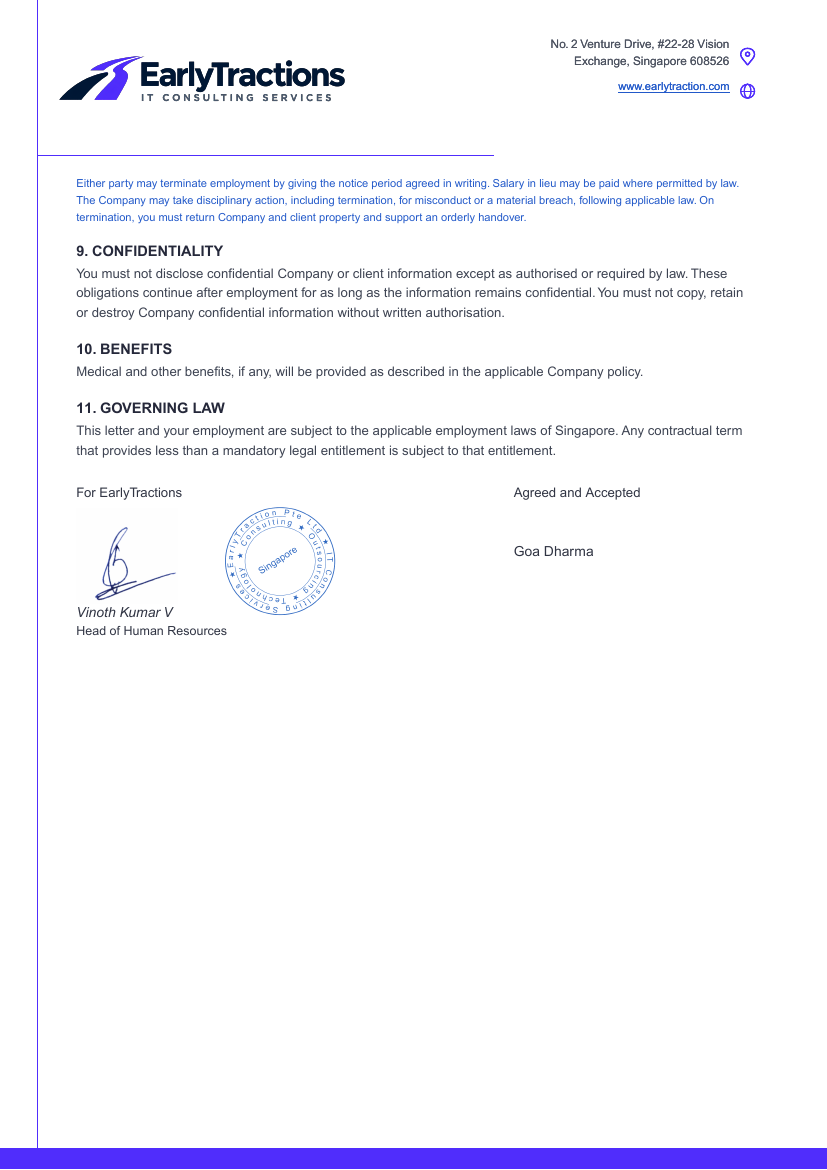 EarlyTractions
IT CONSULTING SERVICES
No. 2 Venture Drive, #22-28 Vision
Exchange, Singapore 608526
www.earlytraction.com
Either party may terminate employment by giving the notice period agreed in writing. Salary in lieu may be paid where permitted by law.
The Company may take disciplinary action, including termination, for misconduct or a material breach, following applicable law. On
termination, you must return Company and client property and support an orderly handover.
9. CONFIDENTIALITY
You must not disclose confidential Company or client information except as authorised or required by law. These
obligations continue after employment for as long as the information remains confidential. You must not copy, retain
or destroy Company confidential information without written authorisation.
10. BENEFITS
Medical and other benefits, if any, will be provided as described in the applicable Company policy.
11. GOVERNING LAW
This letter and your employment are subject to the applicable employment laws of Singapore. Any contractual term
that provides less than a mandatory legal entitlement is subject to that entitlement.
For EarlyTractions
Agreed and Accepted
EarlyTraction Pte Ltd ★ IT Consulting Services ★
Consulting ★ Outsourcing ★ Technology ★
Singapore
Goa Dharma
Vinoth Kumar V
Head of Human Resources